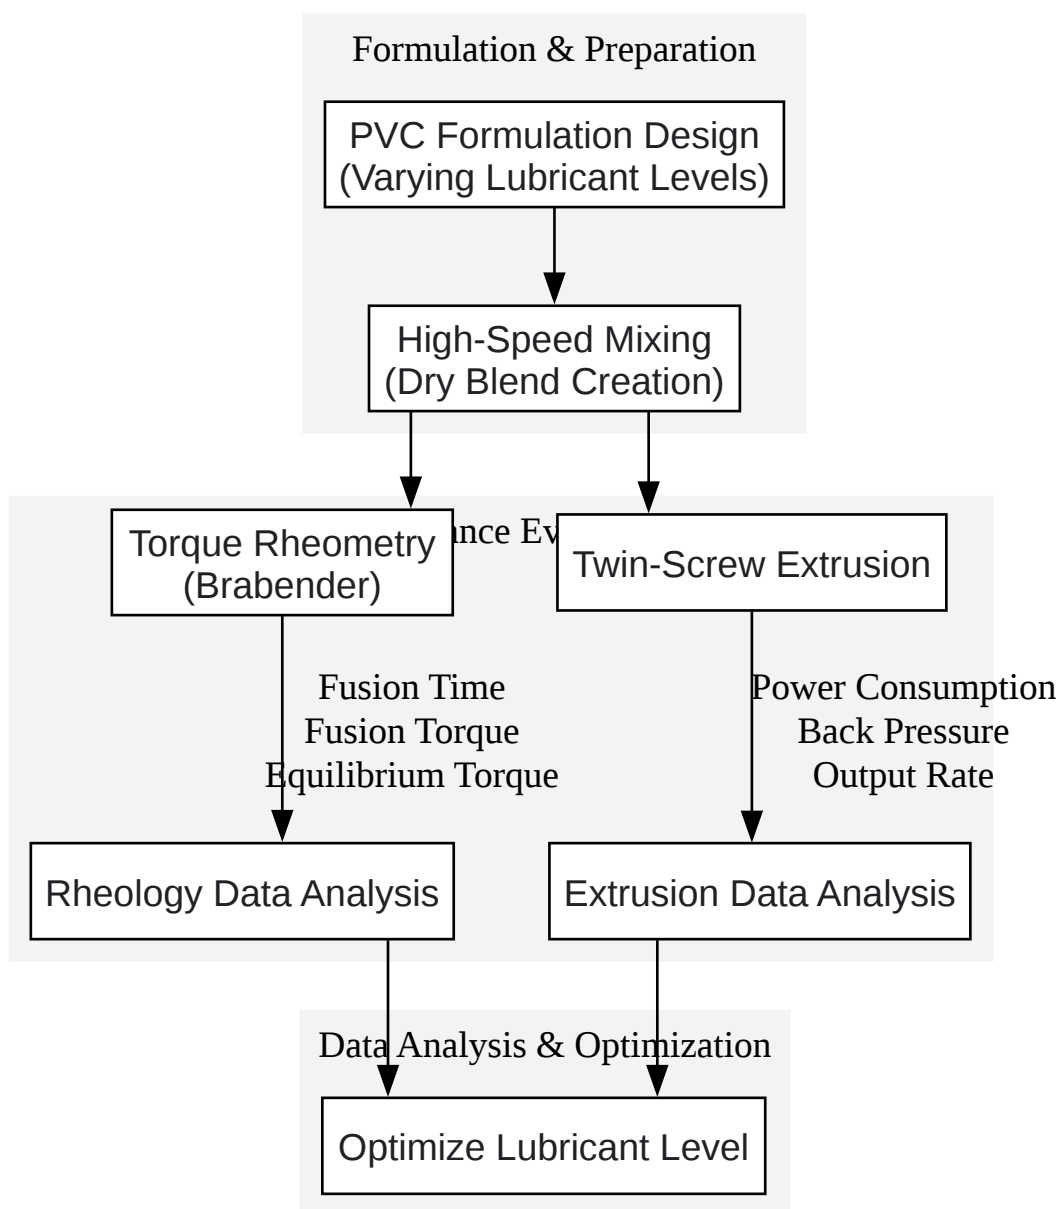 Formulation & Preparation
PVC Formulation Design
(Varying Lubricant Levels)
High-Speed Mixing
(Dry Blend Creation)
Torque Rheometry
(Brabender)
Twin-Screw Extrusion
Fusion Time
Fusion Torque
Equilibrium Torque
Power Consumption
Back Pressure
Output Rate
Rheology Data Analysis
Extrusion Data Analysis
Data Analysis & Optimization
Optimize Lubricant Level